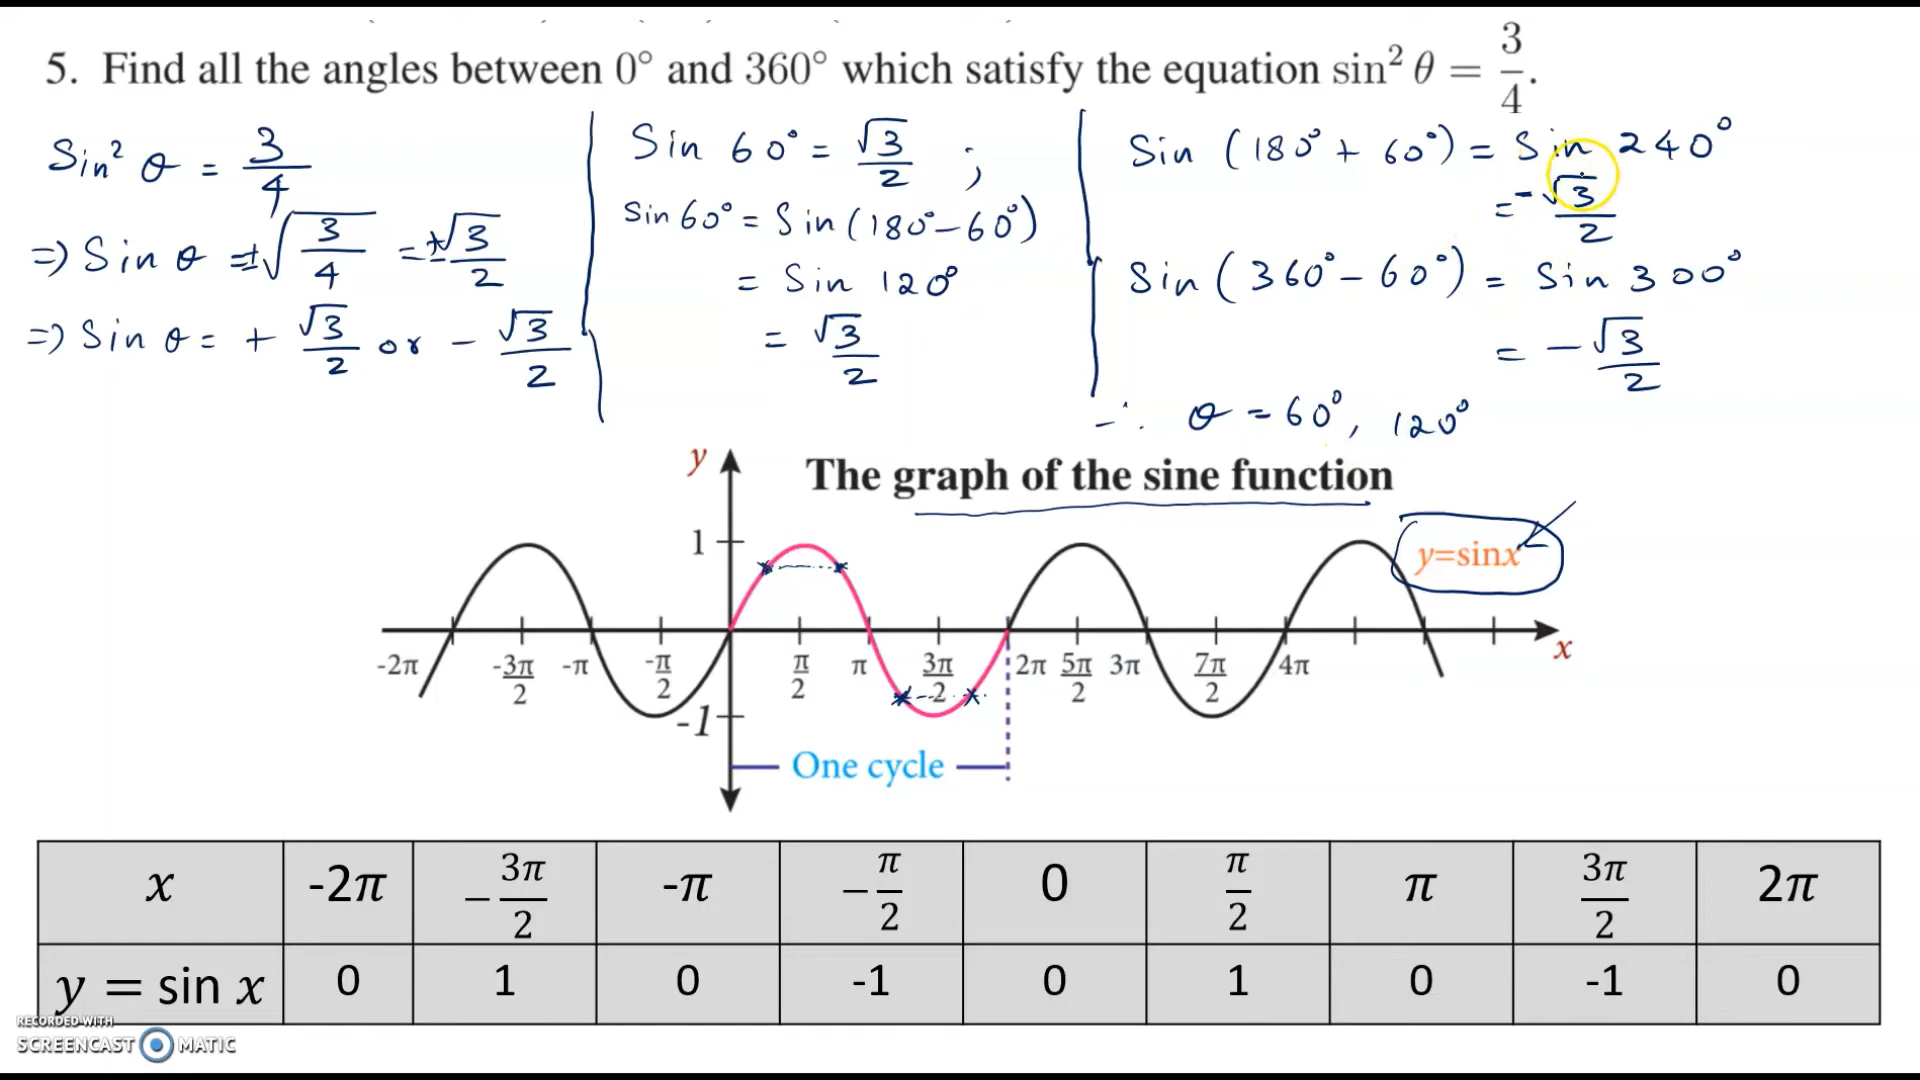 5. Find all the angles between 0° and 360° which satisfy the equation sin² θ = 3/4.
Sin² θ = 3/4
=> Sin θ = ±√(3/4) = ±√3/2
=> Sin θ = + √3/2 or - √3/2
Sin 60° = √3/2 ;
Sin 60° = Sin (180° - 60°)
= Sin 120°
= √3/2
Sin (180° + 60°) = Sin 240°
= -√3/2
Sin (360° - 60°) = Sin 300°
= -√3/2
∴ θ = 60°, 120°
The graph of the sine function
y
1
y=sinx
x
-2π -3π/2 -π -π/2 π/2 π 3π/2 2π 5π/2 3π 7π/2 4π
-1
One cycle
x -2π -3π/2 -π -π/2 0 π/2 π 3π/2 2π
y = sin x 0 1 0 -1 0 1 0 -1 0
RECORDED WITH
SCREENCAST MATIC